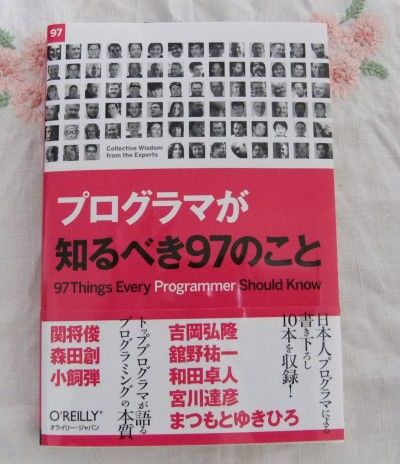 97
Collective Wisdom
from the Experts
プログラマが
知るべき97のこと
97 Things Every Programmer Should Know
日本人プログラマによる
書き下ろし
10本を収録!
吉岡弘隆
舘野祐一
和田卓人
宮川達彦
まつもとゆきひろ
トッププログラマが語る
プログラミングの本質
関将俊
森田創
小飼弾
O'REILLY®
オライリー・ジャパン